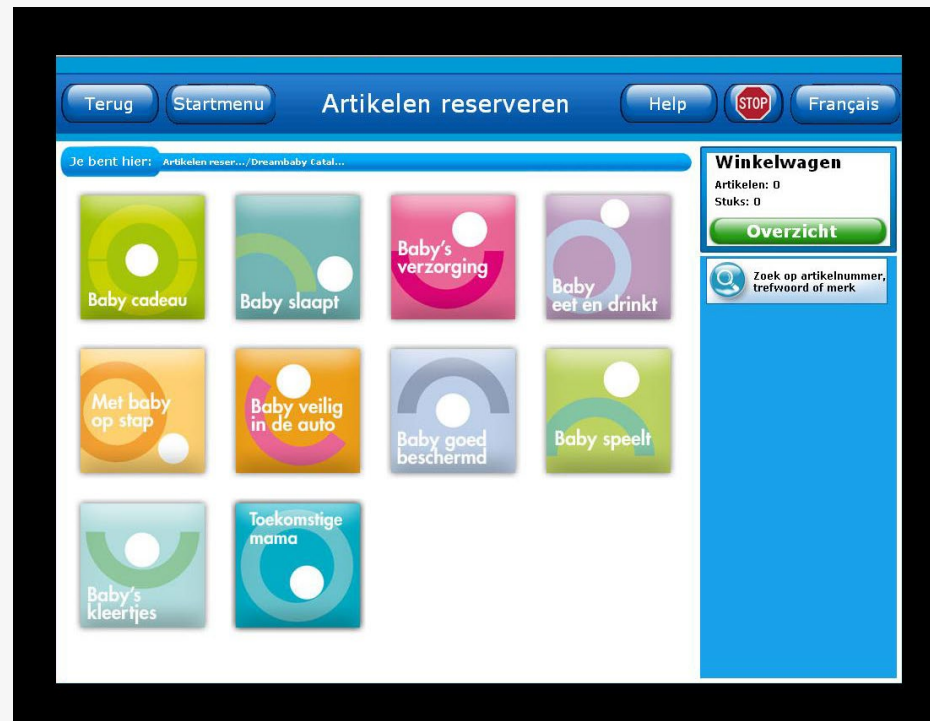 Terug
Startmenu
Artikelen reserveren
Help
STOP
Français
Je bent hier: Artikelen reser.../Dreambaby Catal...
Winkelwagen
Artikelen: 0
Stuks: 0
Overzicht
Zoek op artikelnummer,
trefwoord of merk
Baby cadeau
Baby slaapt
Baby's
verzorging
Baby
eet en drinkt
Met baby
op stap
Baby veilig
in de auto
Baby goed
beschermd
Baby speelt
Baby's
kleertjes
Toekomstige
mama